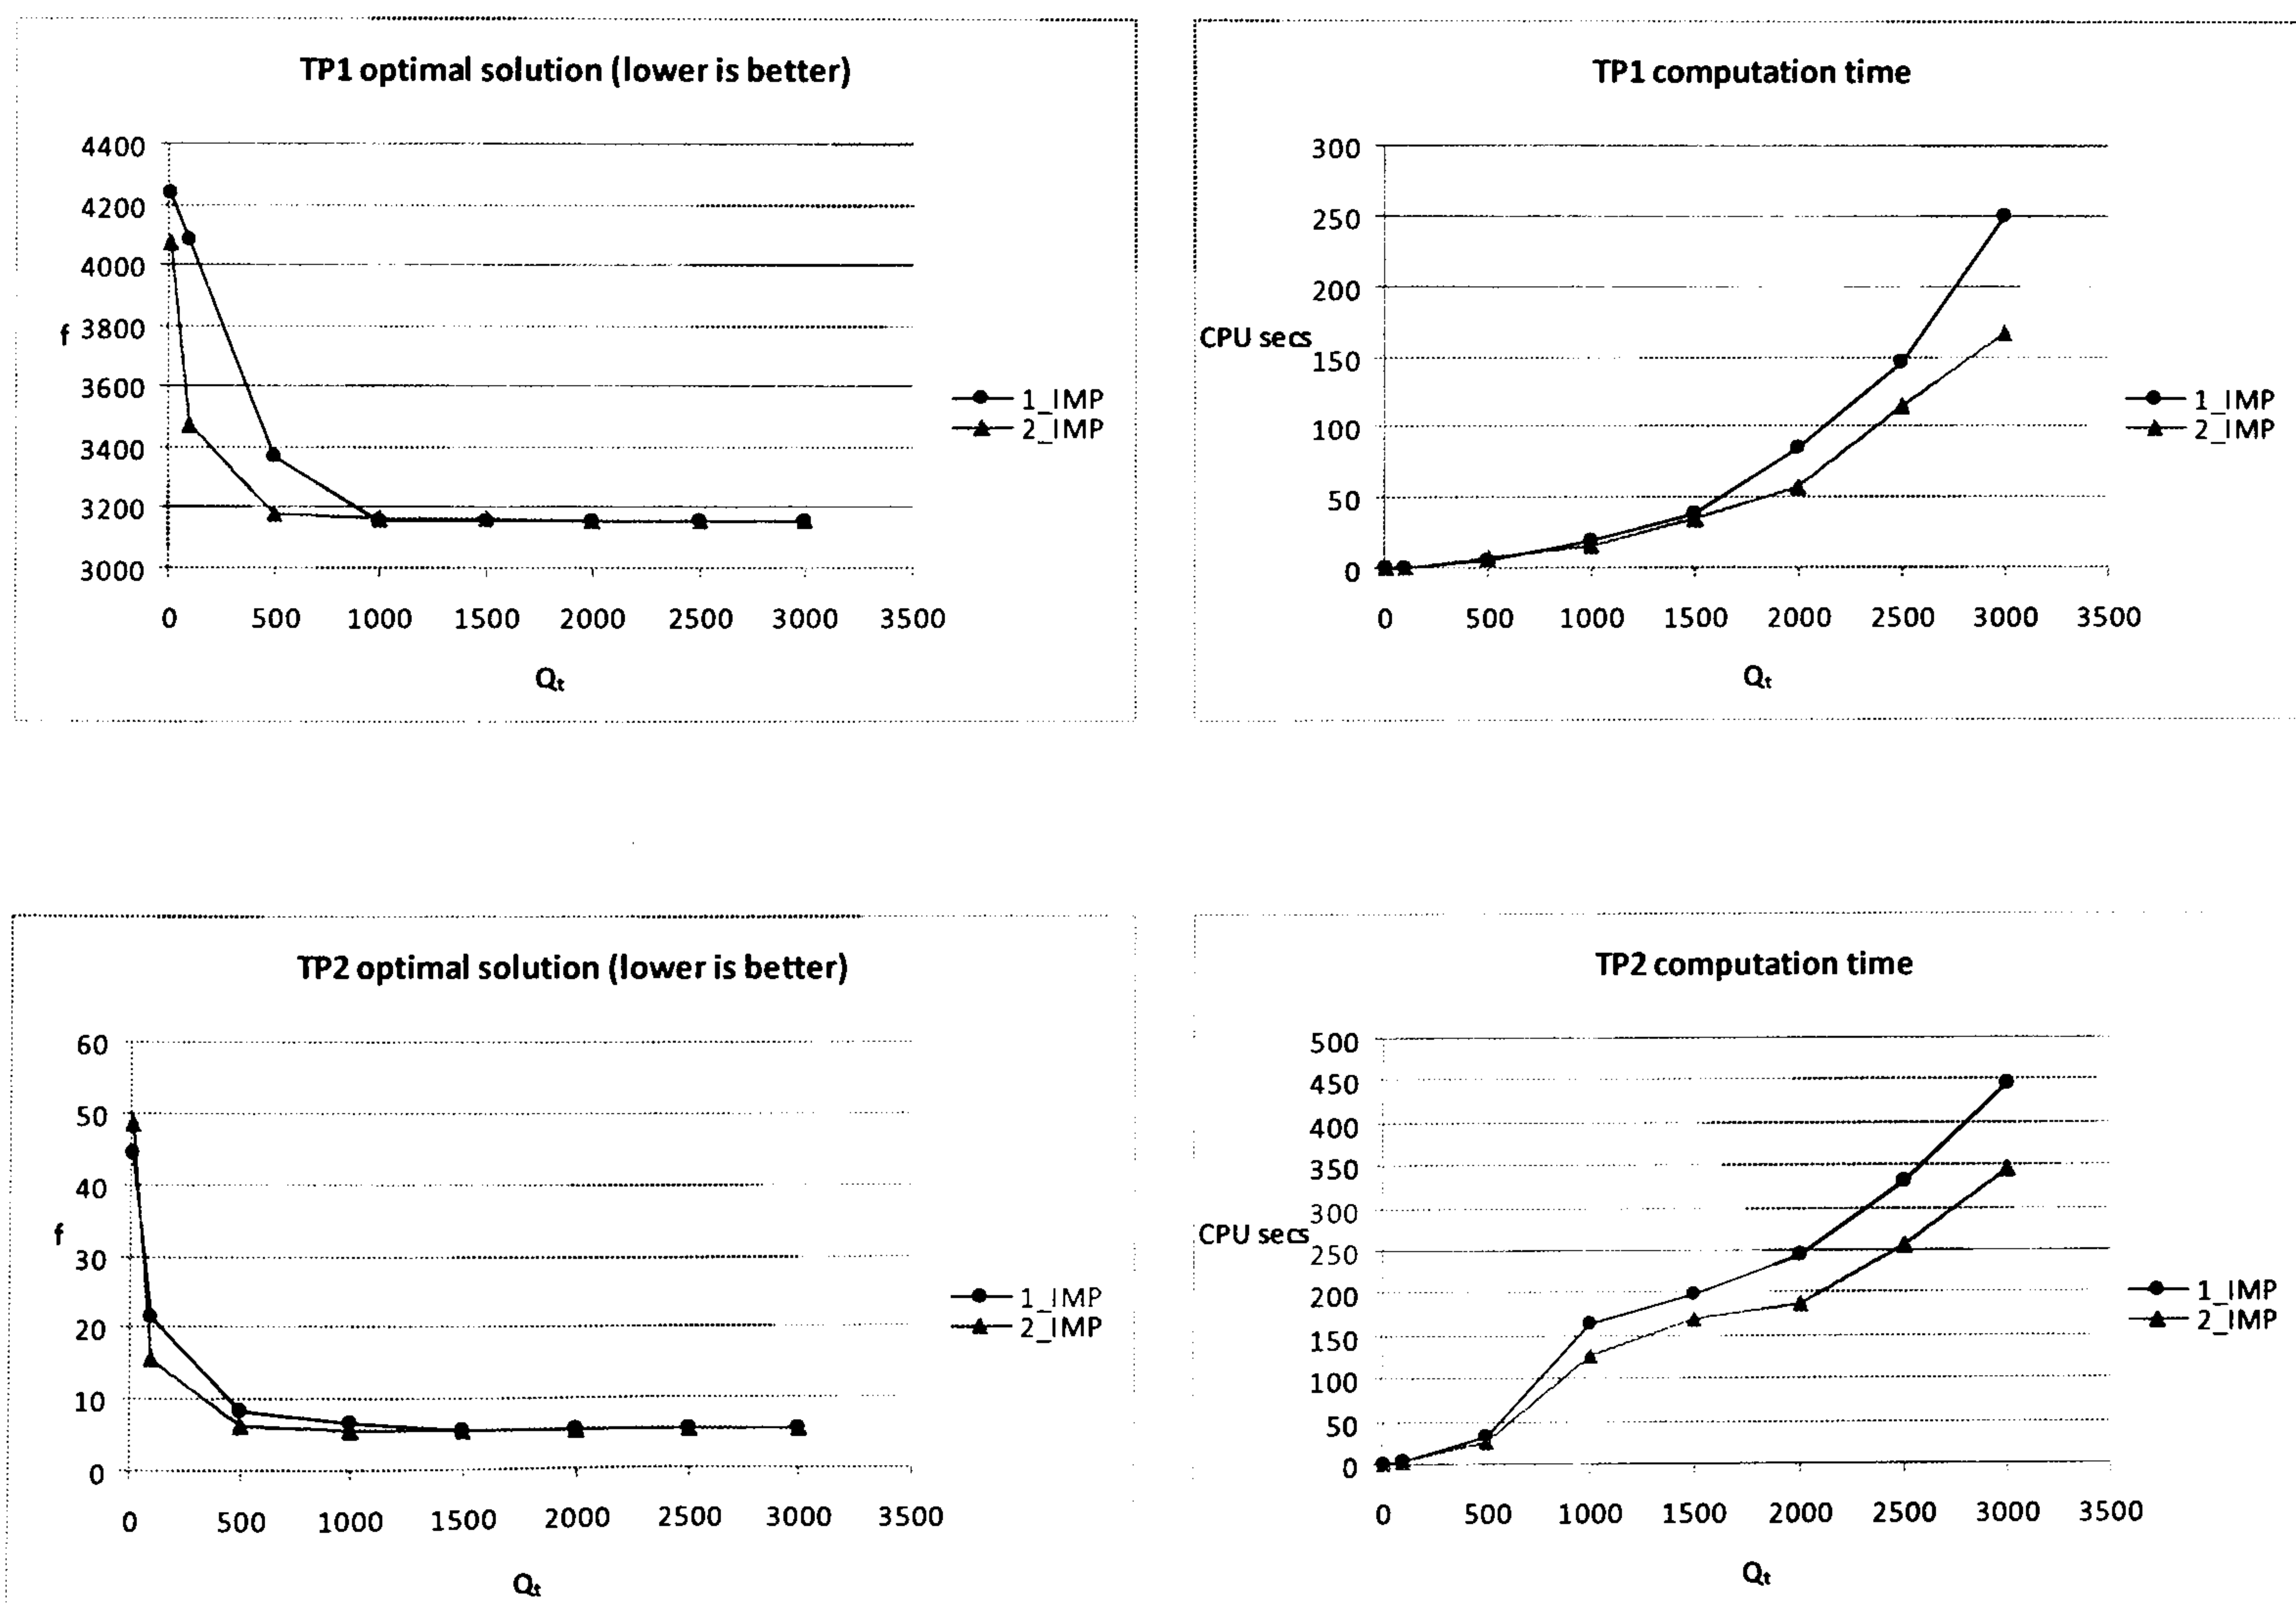 TP1 optimal solution (lower is better)
4400
4200
4000
f 3800
3600
3400
3200
3000
0 500 1000 1500 2000 2500 3000 3500
Qt
1_IMP
2_IMP
TP1 computation time
300
250
200
CPU secs 150
100
50
0
0 500 1000 1500 2000 2500 3000 3500
Qt
1_IMP
2_IMP
TP2 optimal solution (lower is better)
60
50
40
f
30
20
10
0
0 500 1000 1500 2000 2500 3000 3500
Qt
1_IMP
2_IMP
TP2 computation time
500
450
400
350
CPU secs 300
250
200
150
100
50
0
0 500 1000 1500 2000 2500 3000 3500
Qt
1_IMP
2_IMP